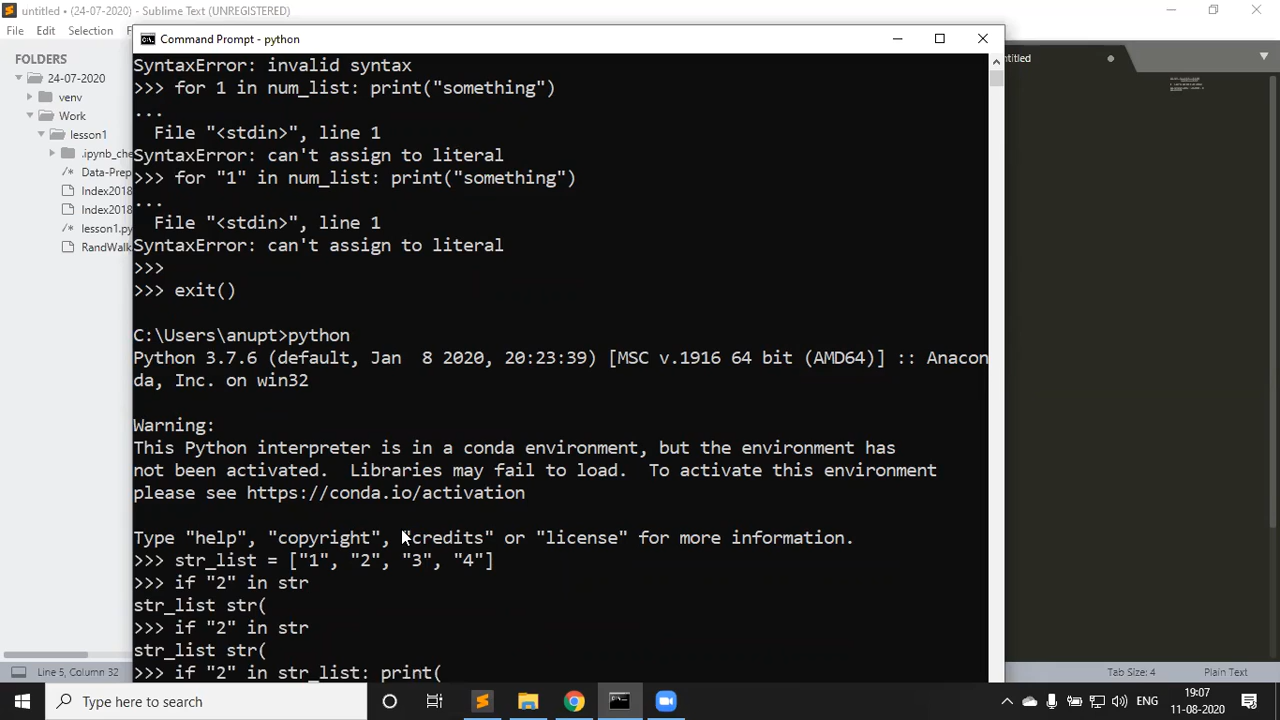 untitled • (24-07-2020) - Sublime Text (UNREGISTERED)
File Edit Selection F
FOLDERS
24-07-2020
venv
Work
lesson1
.ipynb_che
Data-Prep
Index2018
Index2018
lesson1.py
RandWalk
Command Prompt - python
ntitled
SyntaxError: invalid syntax
>>> for 1 in num_list: print("something")
...
File "<stdin>", line 1
SyntaxError: can't assign to literal
>>> for "1" in num_list: print("something")
...
File "<stdin>", line 1
SyntaxError: can't assign to literal
>>>
>>> exit()
C:\Users\anupt>python
Python 3.7.6 (default, Jan  8 2020, 20:23:39) [MSC v.1916 64 bit (AMD64)] :: Anacon
da, Inc. on win32
Warning:
This Python interpreter is in a conda environment, but the environment has
not been activated.  Libraries may fail to load.  To activate this environment
please see https://conda.io/activation
Type "help", "copyright", "credits" or "license" for more information.
>>> str_list = ["1", "2", "3", "4"]
>>> if "2" in str
str_list str(
>>> if "2" in str
str_list str(
>>> if "2" in str_list: print(
Line 5, Column 32
Tab Size: 4
Plain Text
Type here to search
ENG
19:07
11-08-2020